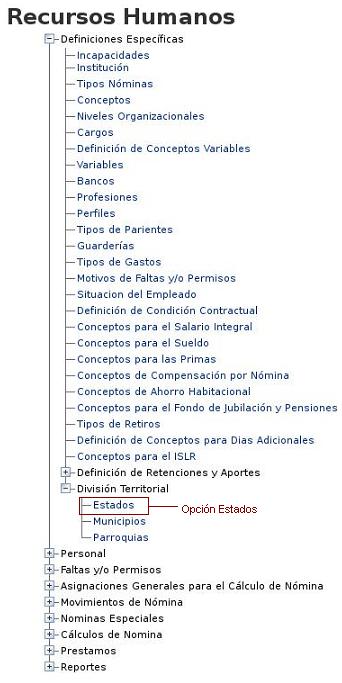 Recursos Humanos
Definiciones Específicas
Incapacidades
Institución
Tipos Nóminas
Conceptos
Niveles Organizacionales
Cargos
Definición de Conceptos Variables
Variables
Bancos
Profesiones
Perfiles
Tipos de Parientes
Guarderías
Tipos de Gastos
Motivos de Faltas y/o Permisos
Situacion del Empleado
Definición de Condición Contractual
Conceptos para el Salario Integral
Conceptos para el Sueldo
Conceptos para las Primas
Conceptos de Compensación por Nómina
Conceptos de Ahorro Habitacional
Conceptos para el Fondo de Jubilación y Pensiones
Tipos de Retiros
Definición de Conceptos para Dias Adicionales
Conceptos para el ISLR
Definición de Retenciones y Aportes
División Territorial
Estados Opción Estados
Municipios
Parroquias
Personal
Faltas y/o Permisos
Asignaciones Generales para el Cálculo de Nómina
Movimientos de Nómina
Nominas Especiales
Cálculos de Nomina
Prestamos
Reportes